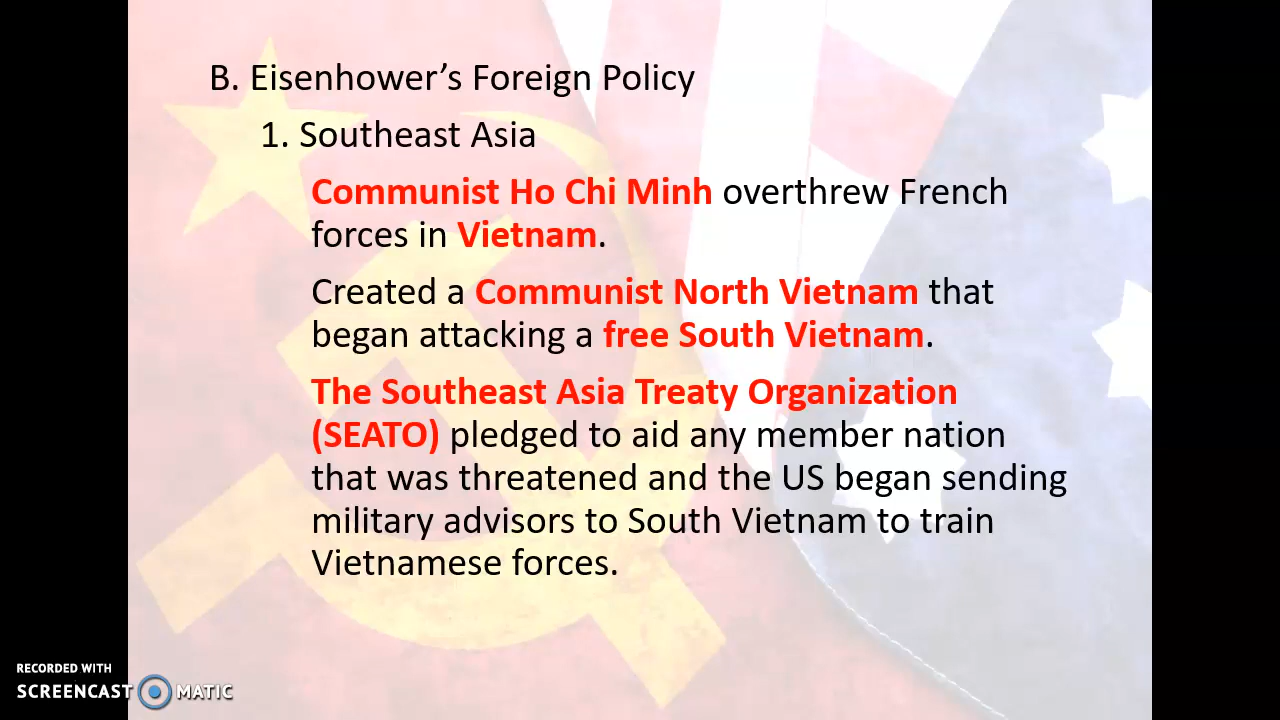 B. Eisenhower’s Foreign Policy
1. Southeast Asia
Communist Ho Chi Minh overthrew French
forces in Vietnam.
Created a Communist North Vietnam that
began attacking a free South Vietnam.
The Southeast Asia Treaty Organization
(SEATO) pledged to aid any member nation
that was threatened and the US began sending
military advisors to South Vietnam to train
Vietnamese forces.
RECORDED WITH
SCREENCAST MATIC